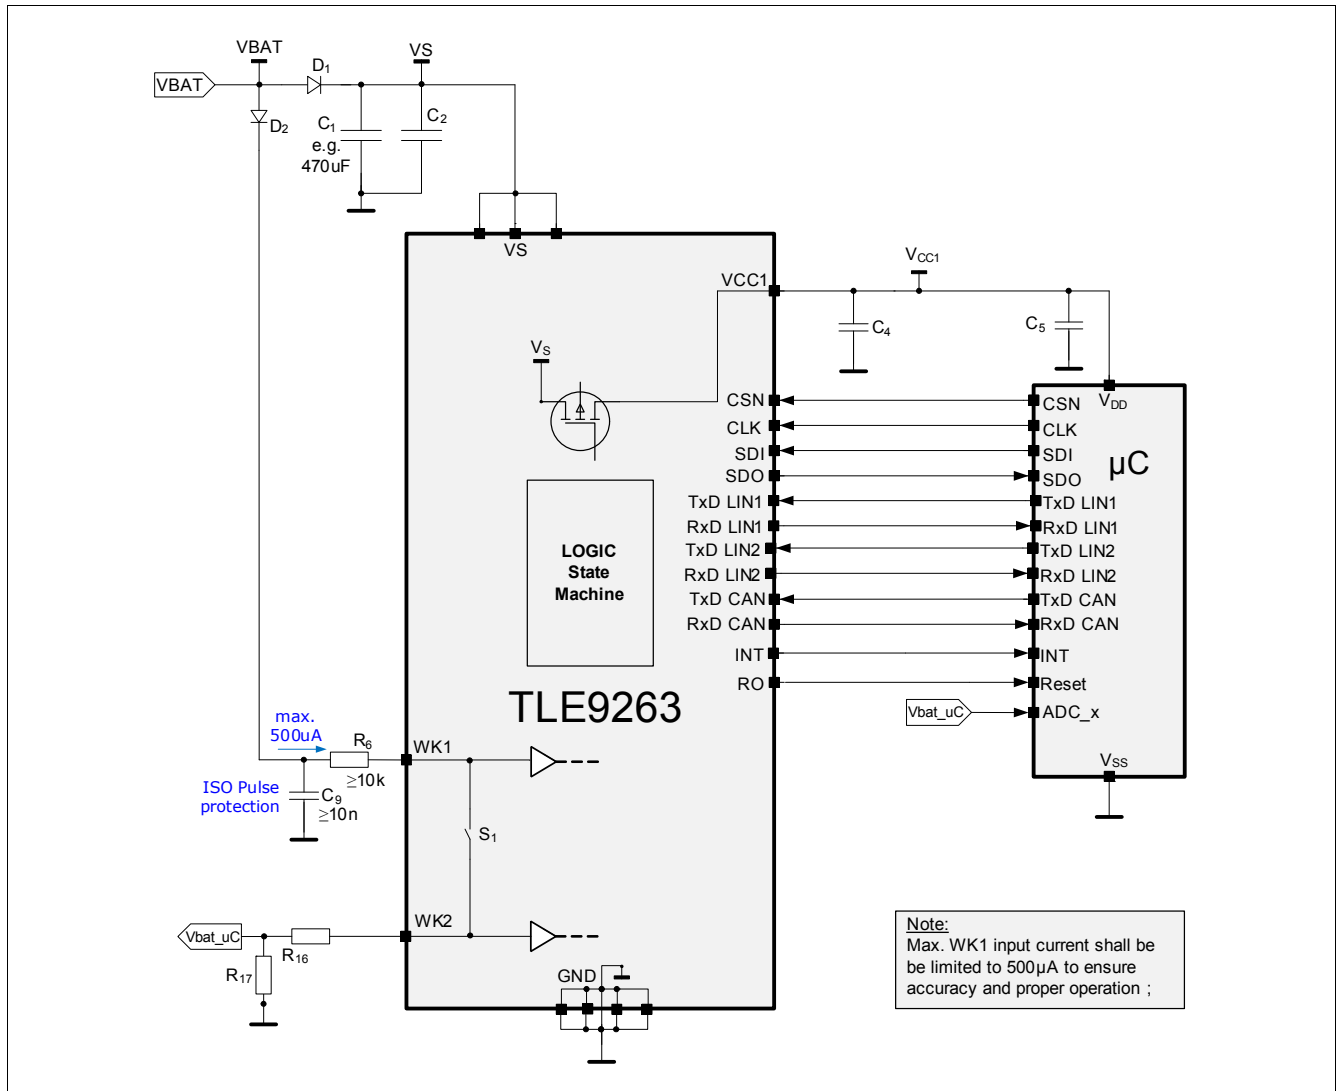 VBAT
VS
VBAT
D1
D2
C1
e.g.
470uF
C2
VS
VCC1
VCC1
C4
C5
VS
CSN
CLK
SDI
SDO
TxD LIN1
RxD LIN1
TxD LIN2
RxD LIN2
TxD CAN
RxD CAN
INT
RO
VDD
CSN
CLK
SDI
SDO
TxD LIN1
RxD LIN1
TxD LIN2
RxD LIN2
TxD CAN
RxD CAN
INT
Reset
ADC_x
VSS
µC
Vbat_uC
LOGIC
State
Machine
TLE9263
max.
500uA
R6
≥10k
WK1
ISO Pulse
protection
C9
≥10n
S1
WK2
Vbat_uC
R16
R17
GND
Note:
Max. WK1 input current shall be
be limited to 500µA to ensure
accuracy and proper operation ;